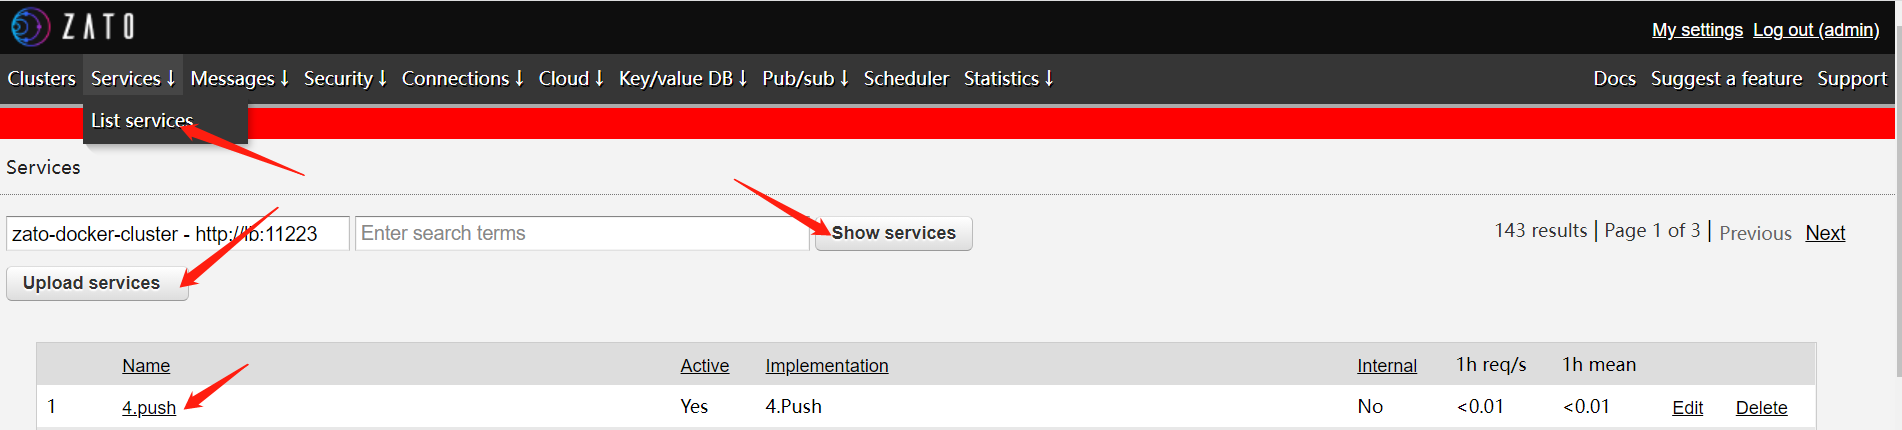 ZATO
My settings Log out (admin)
Clusters Services↓ Messages↓ Security↓ Connections↓ Cloud↓ Key/value DB↓ Pub/sub↓ Scheduler Statistics↓ Docs Suggest a feature Support
List services
Services
zato-docker-cluster - http://lb:11223 Enter search terms Show services 143 results | Page 1 of 3 | Previous Next
Upload services
Name Active Implementation Internal 1h req/s 1h mean
1 4.push Yes 4.Push No <0.01 <0.01 Edit Delete